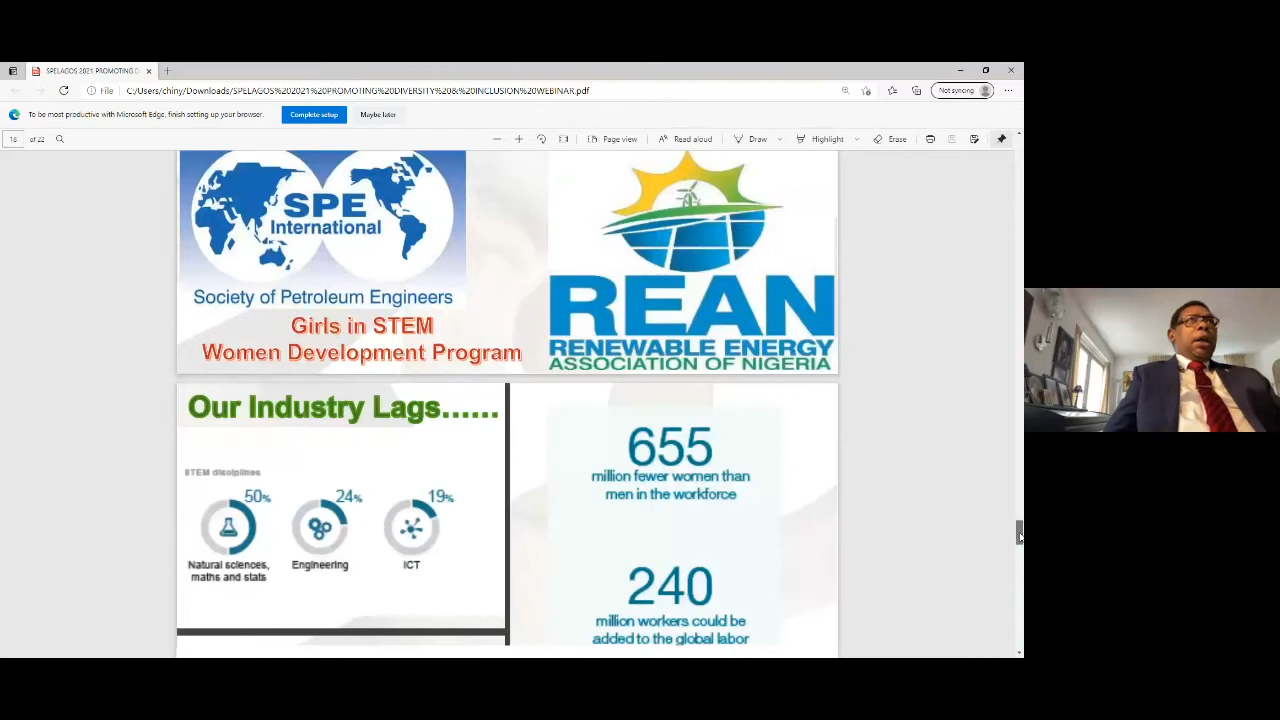 SPELAGOS 2021 PROMOTING D
File
C:/Users/chiny/Downloads/SPELAGOS%202021%20PROMOTING%20DIVERSITY%20&%20INCLUSION%20WEBINAR.pdf
Not syncing
To be most productive with Microsoft Edge, finish setting up your browser.
Complete setup
Maybe later
18 of 22
Page view
Read aloud
Draw
Highlight
Erase
SPE
International
Society of Petroleum Engineers
Girls in STEM
Women Development Program
REAN
RENEWABLE ENERGY
ASSOCIATION OF NIGERIA
Our Industry Lags......
STEM disciplines
50%
24%
19%
Natural sciences,
maths and stats
Engineering
ICT
655
million fewer women than
men in the workforce
240
million workers could be
added to the global labor